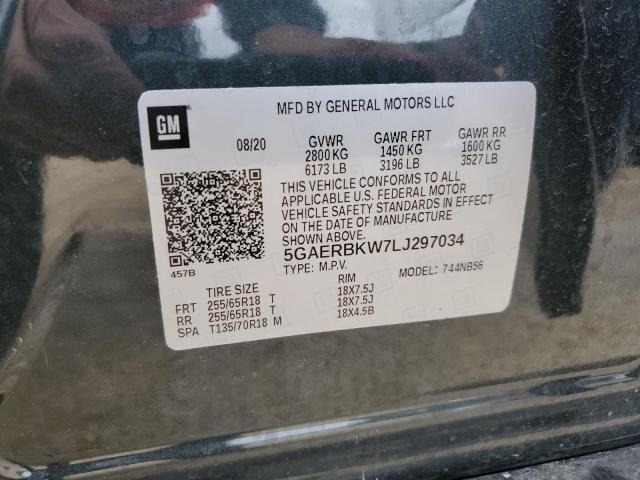 GM
MFD BY GENERAL MOTORS LLC
08/20 GVWR GAWR FRT GAWR RR
2800 KG 1450 KG 1600 KG
6173 LB 3196 LB 3527 LB
THIS VEHICLE CONFORMS TO ALL
APPLICABLE U.S. FEDERAL MOTOR
VEHICLE SAFETY STANDARDS IN EFFECT
ON THE DATE OF MANUFACTURE
5GAERBKW7LJ297034
457B
TYPE: M.P.V. MODEL: 744NB56
TIRE SIZE RIM
FRT 255/65R18 T 18X7.5J
RR 255/65R18 T 18X7.5J
SPA T135/70R18 M 18X4.5B